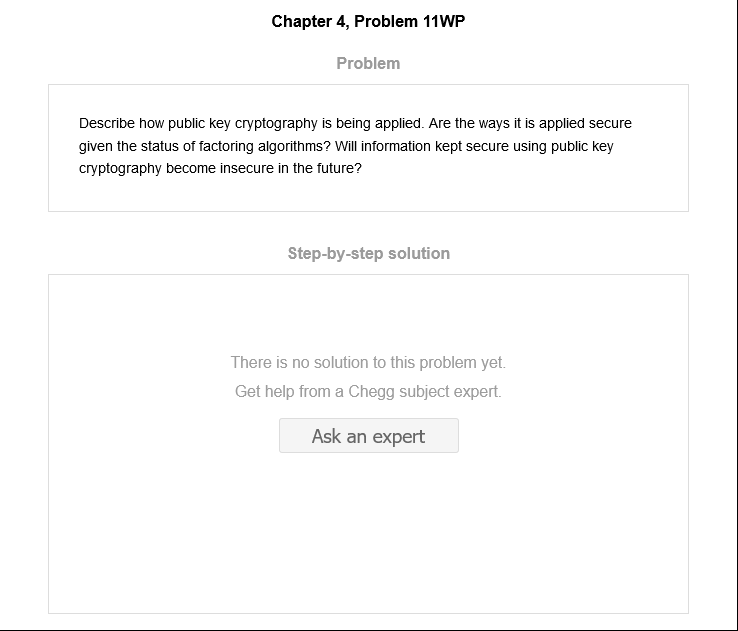 Chapter 4, Problem 11WP
Problem
Describe how public key cryptography is being applied. Are the ways it is applied secure
given the status of factoring algorithms? Will information kept secure using public key
cryptography become insecure in the future?
Step-by-step solution
There is no solution to this problem yet.
Get help from a Chegg subject expert.
Ask an expert